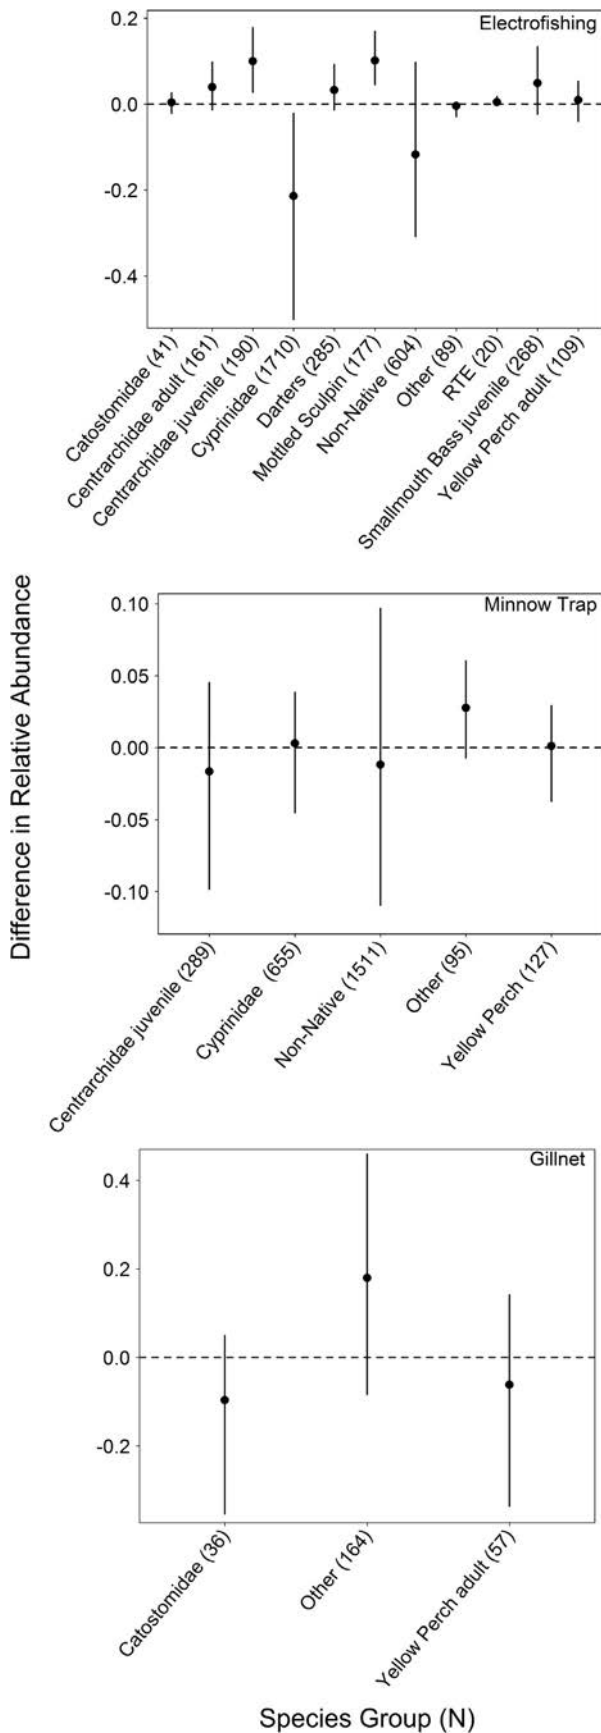 Electrofishing
0.2
0.0
-0.2
-0.4
Catostomidae (41)
Centrarchidae adult (161)
Centrarchidae juvenile (190)
Cyprinidae (1710)
Darters (285)
Mottled Sculpin (177)
Non-Native (604)
Other (89)
RTE (20)
Smallmouth Bass juvenile (268)
Yellow Perch adult (109)
Difference in Relative Abundance
Minnow Trap
0.10
0.05
0.00
-0.05
-0.10
Centrarchidae juvenile (289)
Cyprinidae (655)
Non-Native (1511)
Other (95)
Yellow Perch (127)
Gillnet
0.4
0.2
0.0
-0.2
Catostomidae (36)
Other (164)
Yellow Perch adult (57)
Species Group (N)